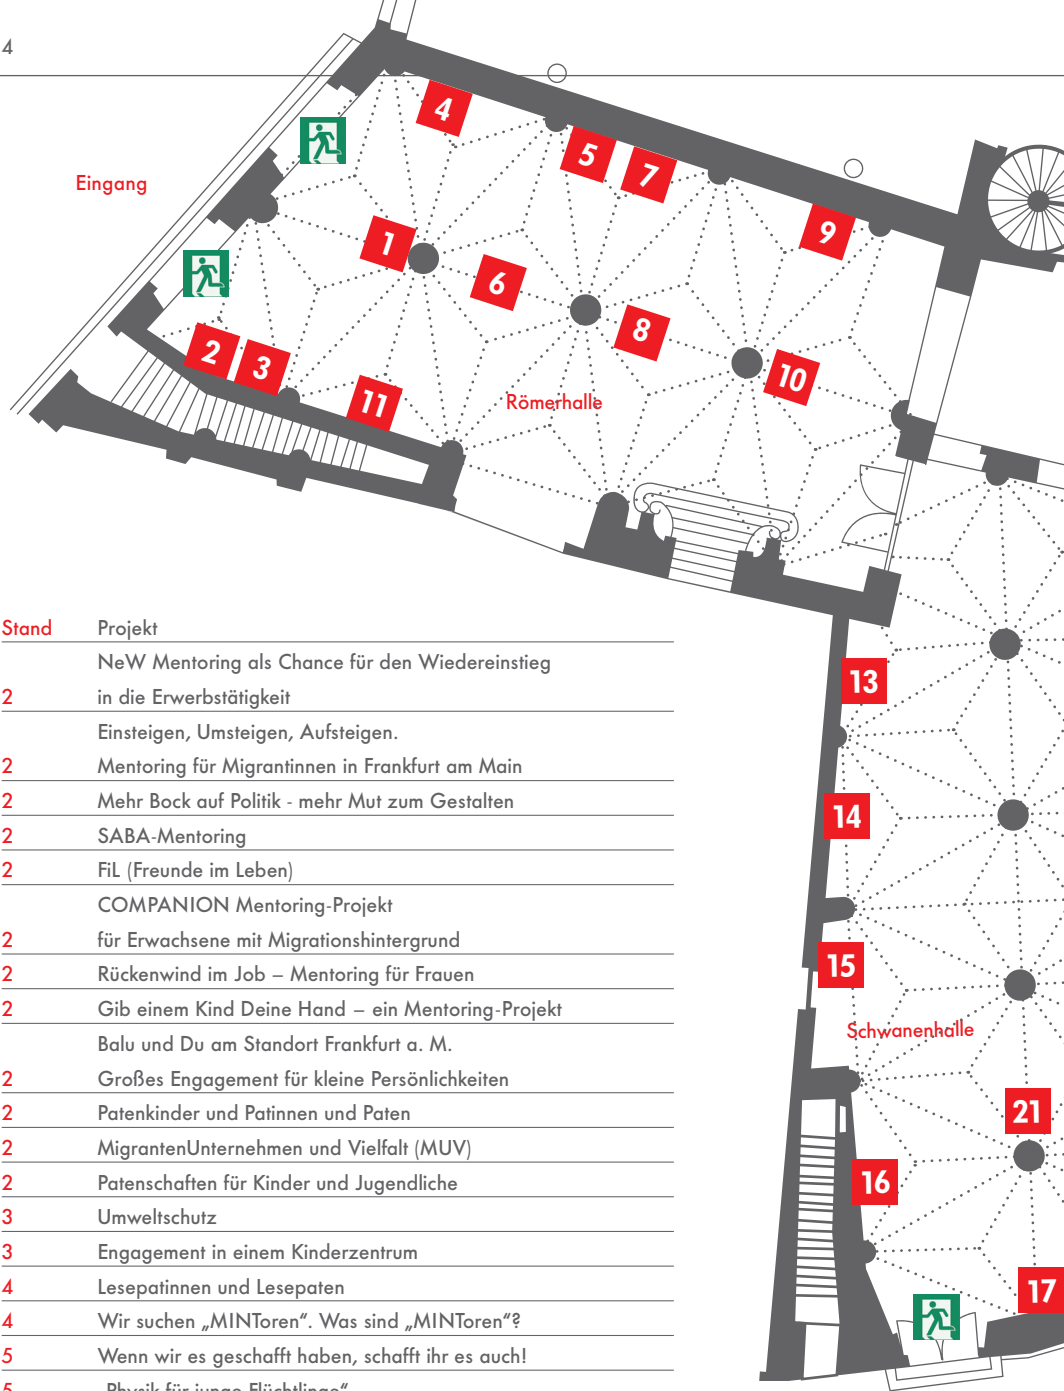 4
Eingang
4
5
7
9
1
6
8
10
2
3
11
Römerhalle
Stand Projekt
NeW Mentoring als Chance für den Wiedereinstieg
2 in die Erwerbstätigkeit
Einsteigen, Umsteigen, Aufsteigen.
2 Mentoring für Migrantinnen in Frankfurt am Main
2 Mehr Bock auf Politik - mehr Mut zum Gestalten
2 SABA-Mentoring
2 FiL (Freunde im Leben)
COMPANION Mentoring-Projekt
2 für Erwachsene mit Migrationshintergrund
2 Rückenwind im Job – Mentoring für Frauen
2 Gib einem Kind Deine Hand – ein Mentoring-Projekt
Balu und Du am Standort Frankfurt a. M.
2 Großes Engagement für kleine Persönlichkeiten
2 Patenkinder und Patinnen und Paten
2 MigrantenUnternehmen und Vielfalt (MUV)
2 Patenschaften für Kinder und Jugendliche
3 Umweltschutz
3 Engagement in einem Kinderzentrum
4 Lesepatinnen und Lesepaten
4 Wir suchen „MINToren“. Was sind „MINToren“?
5 Wenn wir es geschafft haben, schafft ihr es auch!
5 „Physik für junge Flüchtlinge“
13
14
15
Schwanenhalle
21
16
17